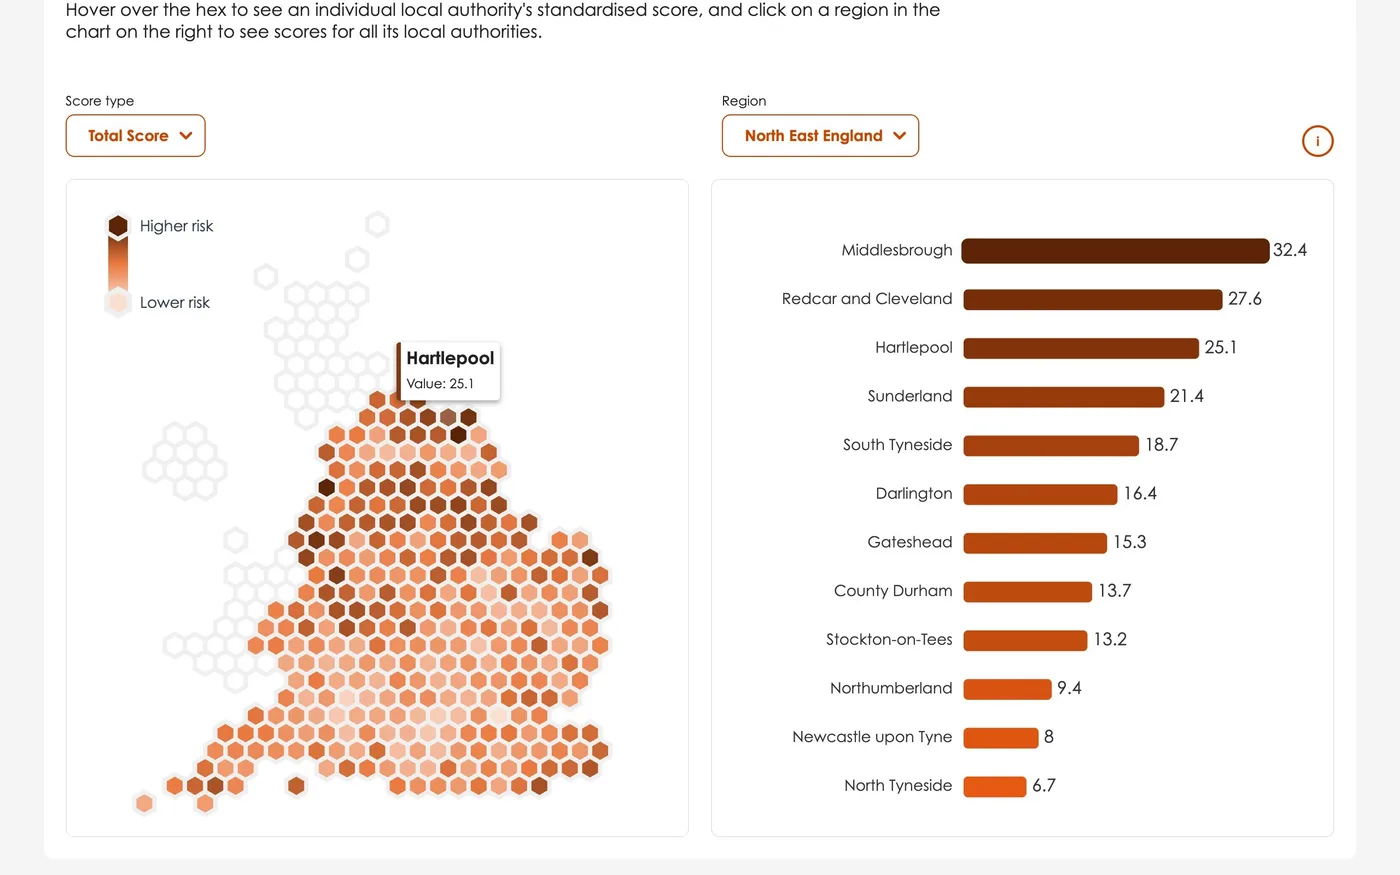 Hover over the hex to see an individual local authority's standardised score, and click on a region in the
chart on the right to see scores for all its local authorities.
Score type
Total Score
Region
North East England
i
Higher risk
Lower risk
Hartlepool
Value: 25.1
Middlesbrough 32.4
Redcar and Cleveland 27.6
Hartlepool 25.1
Sunderland 21.4
South Tyneside 18.7
Darlington 16.4
Gateshead 15.3
County Durham 13.7
Stockton-on-Tees 13.2
Northumberland 9.4
Newcastle upon Tyne 8
North Tyneside 6.7